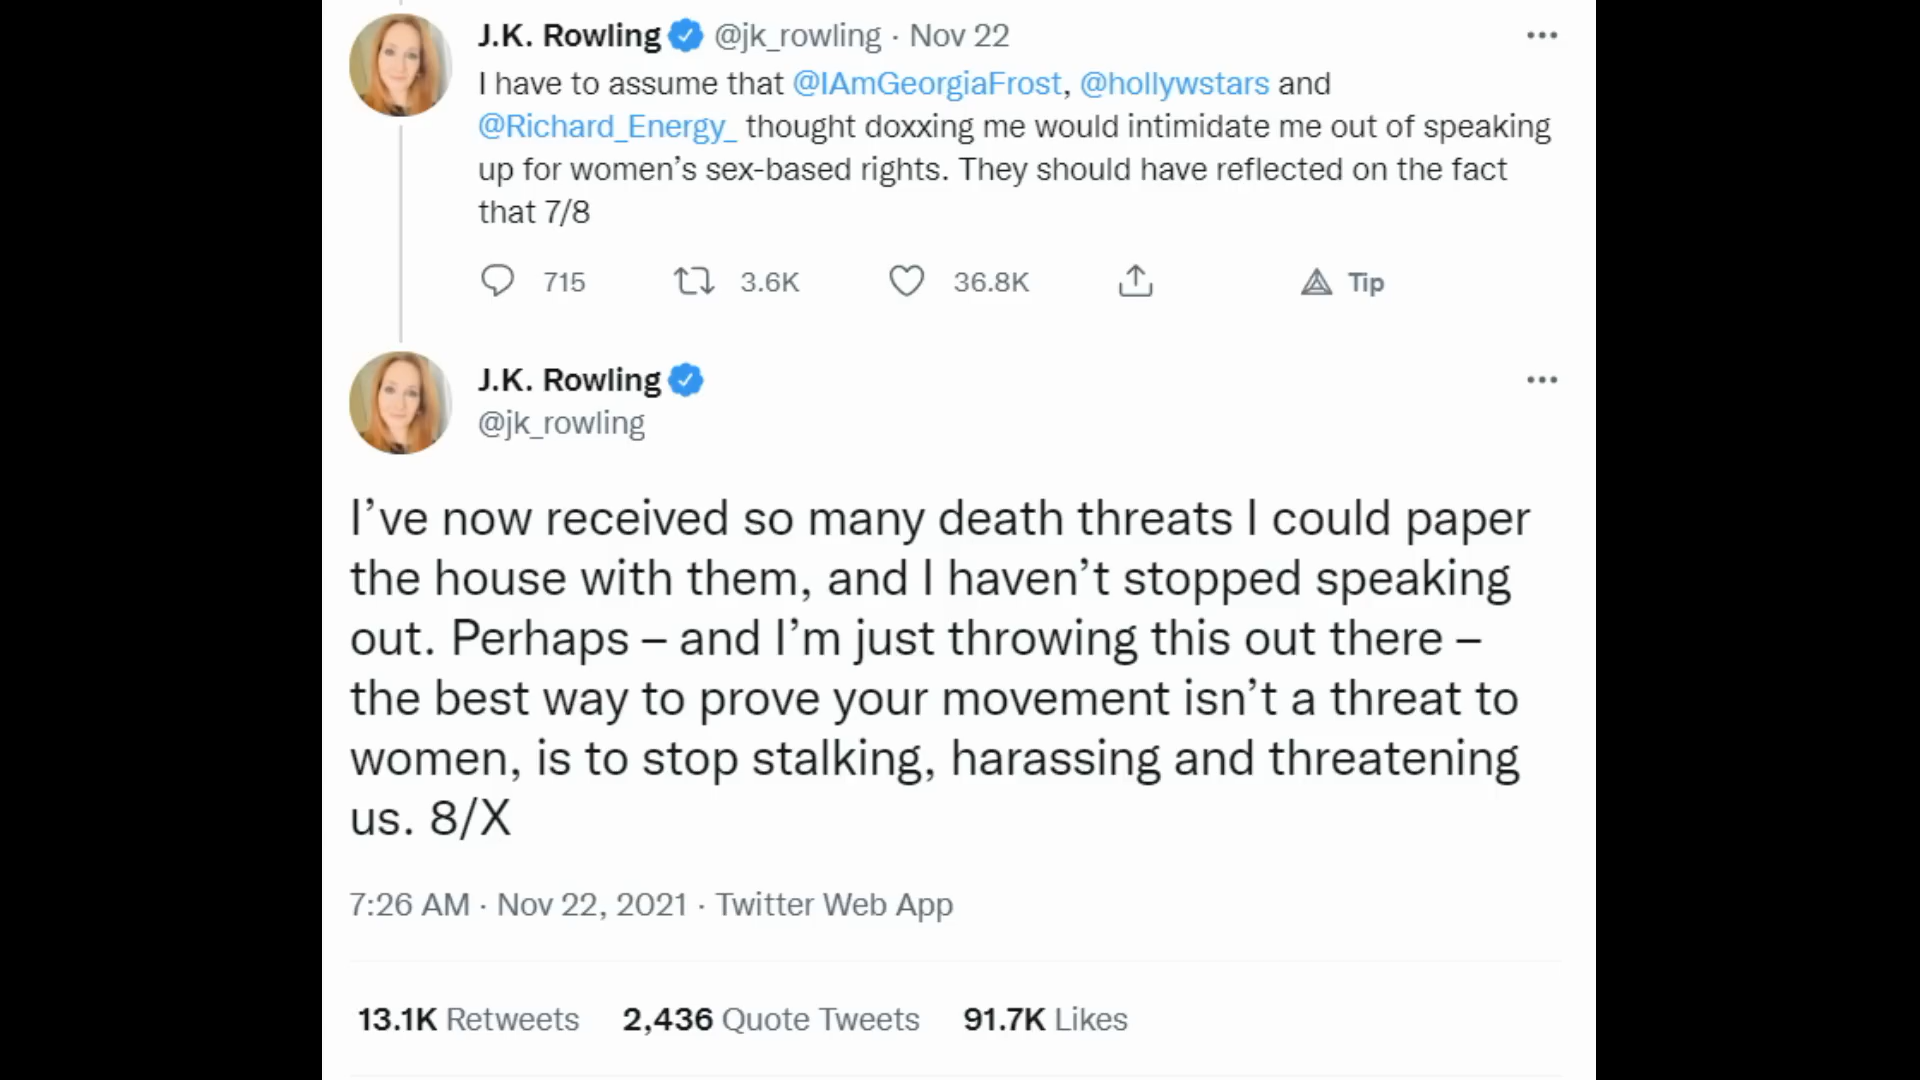 J.K. Rowling @jk_rowling · Nov 22
I have to assume that @IAmGeorgiaFrost, @hollywstars and
@Richard_Energy_ thought doxxing me would intimidate me out of speaking
up for women’s sex-based rights. They should have reflected on the fact
that 7/8
715 3.6K 36.8K Tip
J.K. Rowling
@jk_rowling
I’ve now received so many death threats I could paper
the house with them, and I haven’t stopped speaking
out. Perhaps – and I’m just throwing this out there –
the best way to prove your movement isn’t a threat to
women, is to stop stalking, harassing and threatening
us. 8/X
7:26 AM · Nov 22, 2021 · Twitter Web App
13.1K Retweets 2,436 Quote Tweets 91.7K Likes